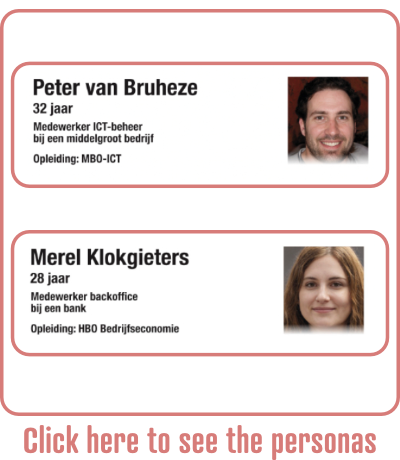 Peter van Bruheze
32 jaar
Medewerker ICT-beheer
bij een middelgroot bedrijf
Opleiding: MBO-ICT
Merel Klokgieters
28 jaar
Medewerker backoffice
bij een bank
Opleiding: HBO Bedrijfseconomie
Click here to see the personas